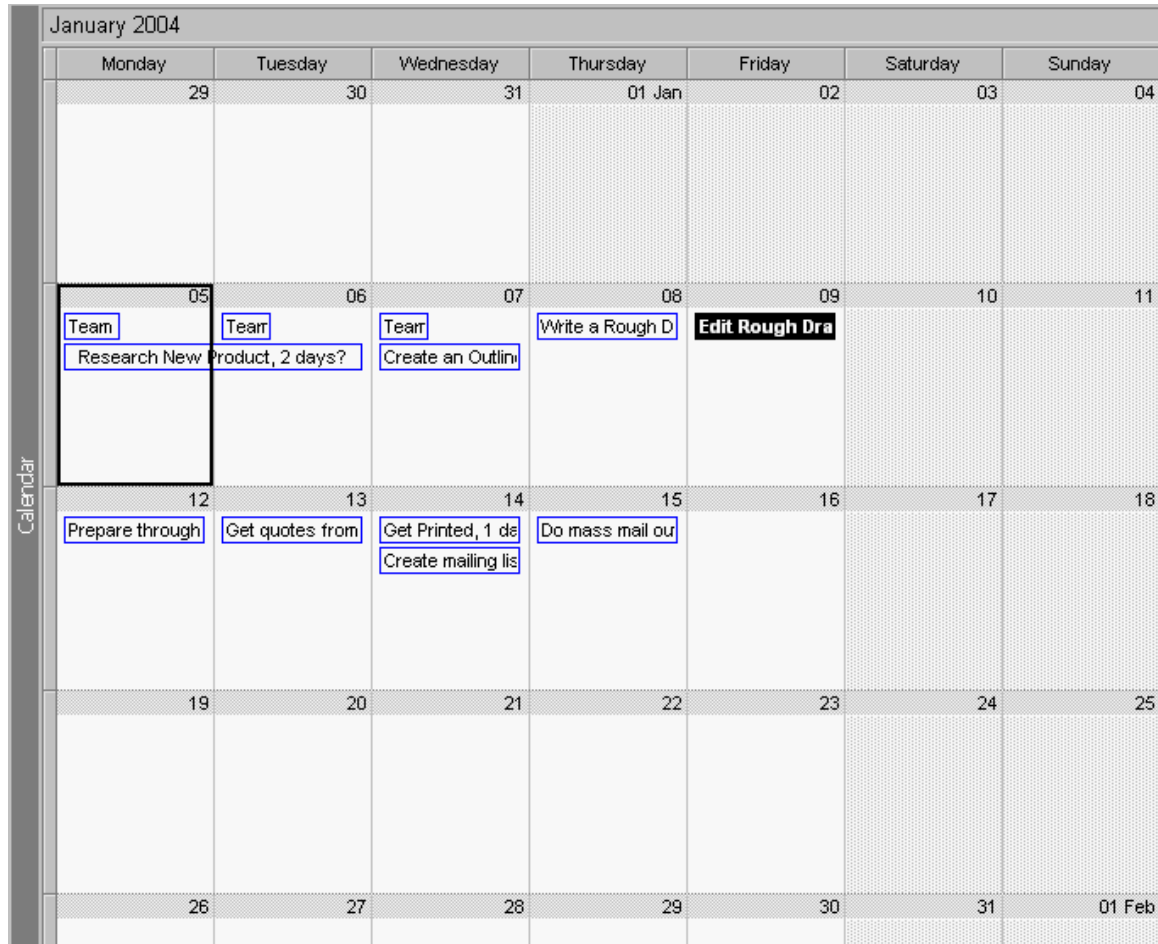 January 2004
Monday Tuesday Wednesday Thursday Friday Saturday Sunday
29 30 31 01 Jan 02 03 04
05 06 07 08 09 10 11
Team Team Team Write a Rough D Edit Rough Dra
Research New Product, 2 days? Create an Outlin
Calendar
12 13 14 15 16 17 18
Prepare through Get quotes from Get Printed, 1 da Do mass mail ou
Create mailing lis
19 20 21 22 23 24 25
26 27 28 29 30 31 01 Feb